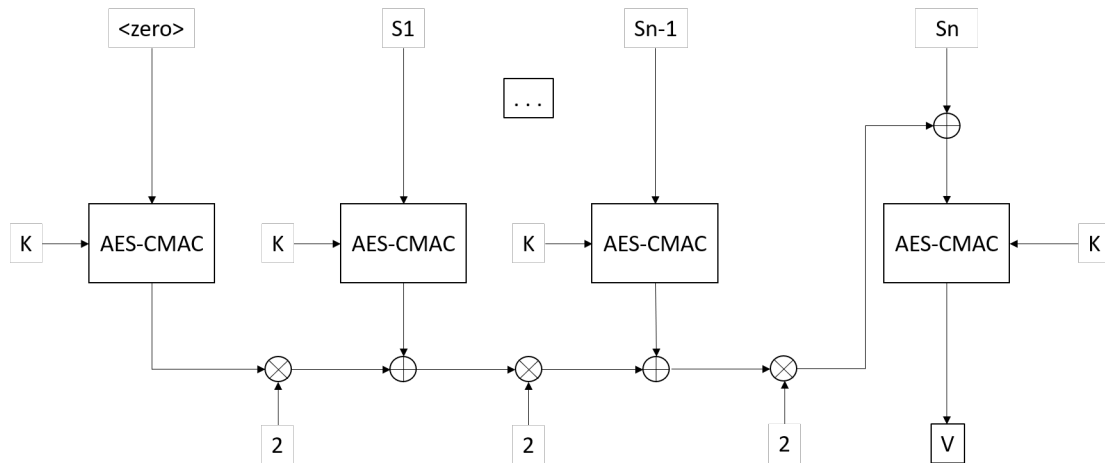 <zero>
S1
Sn-1
Sn
. . .
K
AES-CMAC
K
AES-CMAC
K
AES-CMAC
AES-CMAC
K
2
2
2
V